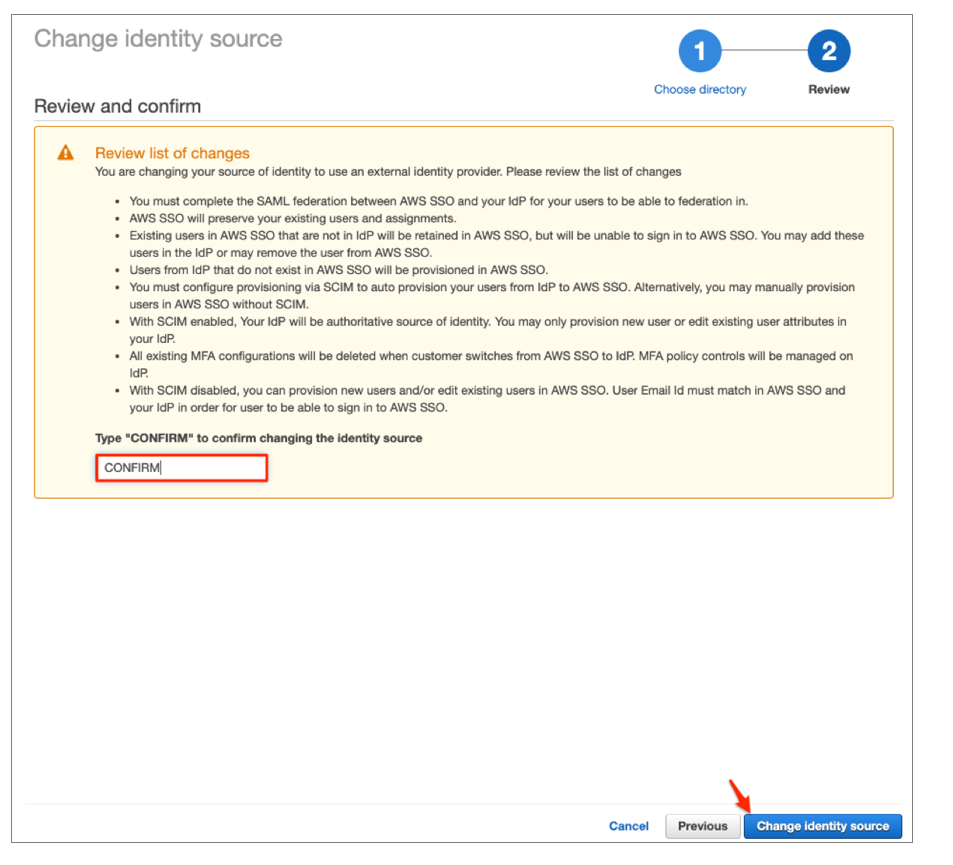 Change identity source
1
2
Choose directory
Review
Review and confirm
Review list of changes
You are changing your source of identity to use an external identity provider. Please review the list of changes
• You must complete the SAML federation between AWS SSO and your IdP for your users to be able to federation in.
• AWS SSO will preserve your existing users and assignments.
• Existing users in AWS SSO that are not in IdP will be retained in AWS SSO, but will be unable to sign in to AWS SSO. You may add these
users in the IdP or may remove the user from AWS SSO.
• Users from IdP that do not exist in AWS SSO will be provisioned in AWS SSO.
• You must configure provisioning via SCIM to auto provision your users from IdP to AWS SSO. Alternatively, you may manually provision
users in AWS SSO without SCIM.
• With SCIM enabled, Your IdP will be authoritative source of identity. You may only provision new user or edit existing user attributes in
your IdP.
• All existing MFA configurations will be deleted when customer switches from AWS SSO to IdP. MFA policy controls will be managed on
IdP.
• With SCIM disabled, you can provision new users and/or edit existing users in AWS SSO. User Email Id must match in AWS SSO and
your IdP in order for user to be able to sign in to AWS SSO.
Type "CONFIRM" to confirm changing the identity source
CONFIRM
Cancel
Previous
Change identity source